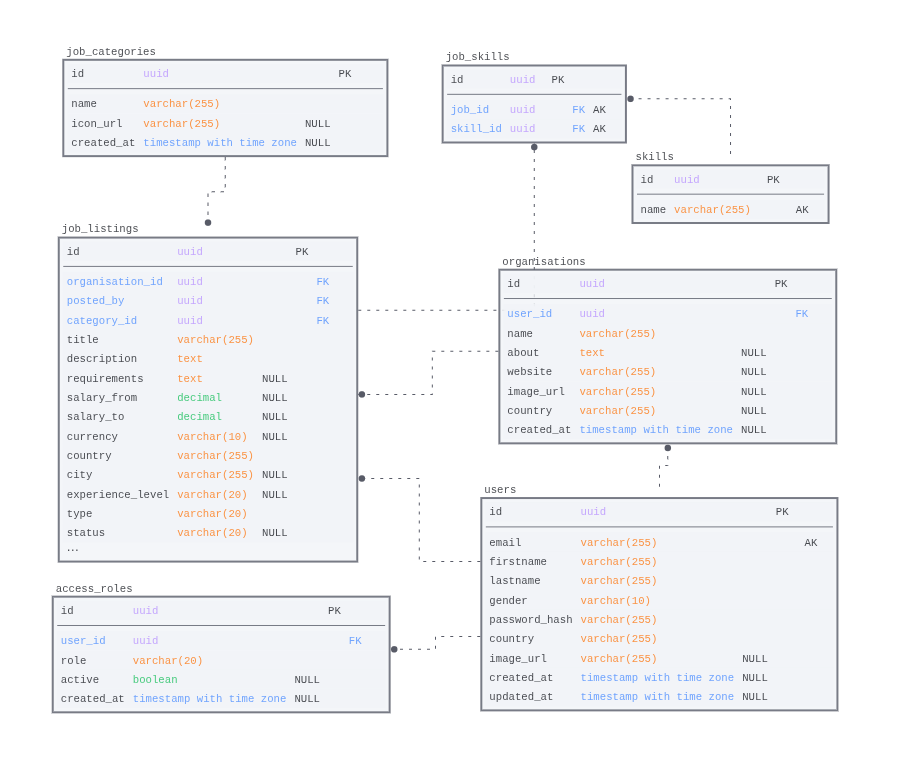 job_categories
id uuid PK
name varchar(255)
icon_url varchar(255) NULL
created_at timestamp with time zone NULL
job_skills
id uuid PK
job_id uuid FK AK
skill_id uuid FK AK
skills
id uuid PK
name varchar(255) AK
job_listings
id uuid PK
organisation_id uuid FK
posted_by uuid FK
category_id uuid FK
title varchar(255)
description text
requirements text NULL
salary_from decimal NULL
salary_to decimal NULL
currency varchar(10) NULL
country varchar(255)
city varchar(255) NULL
experience_level varchar(20) NULL
type varchar(20)
status varchar(20) NULL
...
organisations
id uuid PK
user_id uuid FK
name varchar(255)
about text NULL
website varchar(255) NULL
image_url varchar(255) NULL
country varchar(255) NULL
created_at timestamp with time zone NULL
users
id uuid PK
email varchar(255) AK
firstname varchar(255)
lastname varchar(255)
gender varchar(10)
password_hash varchar(255)
country varchar(255)
image_url varchar(255) NULL
created_at timestamp with time zone NULL
updated_at timestamp with time zone NULL
access_roles
id uuid PK
user_id uuid FK
role varchar(20)
active boolean NULL
created_at timestamp with time zone NULL